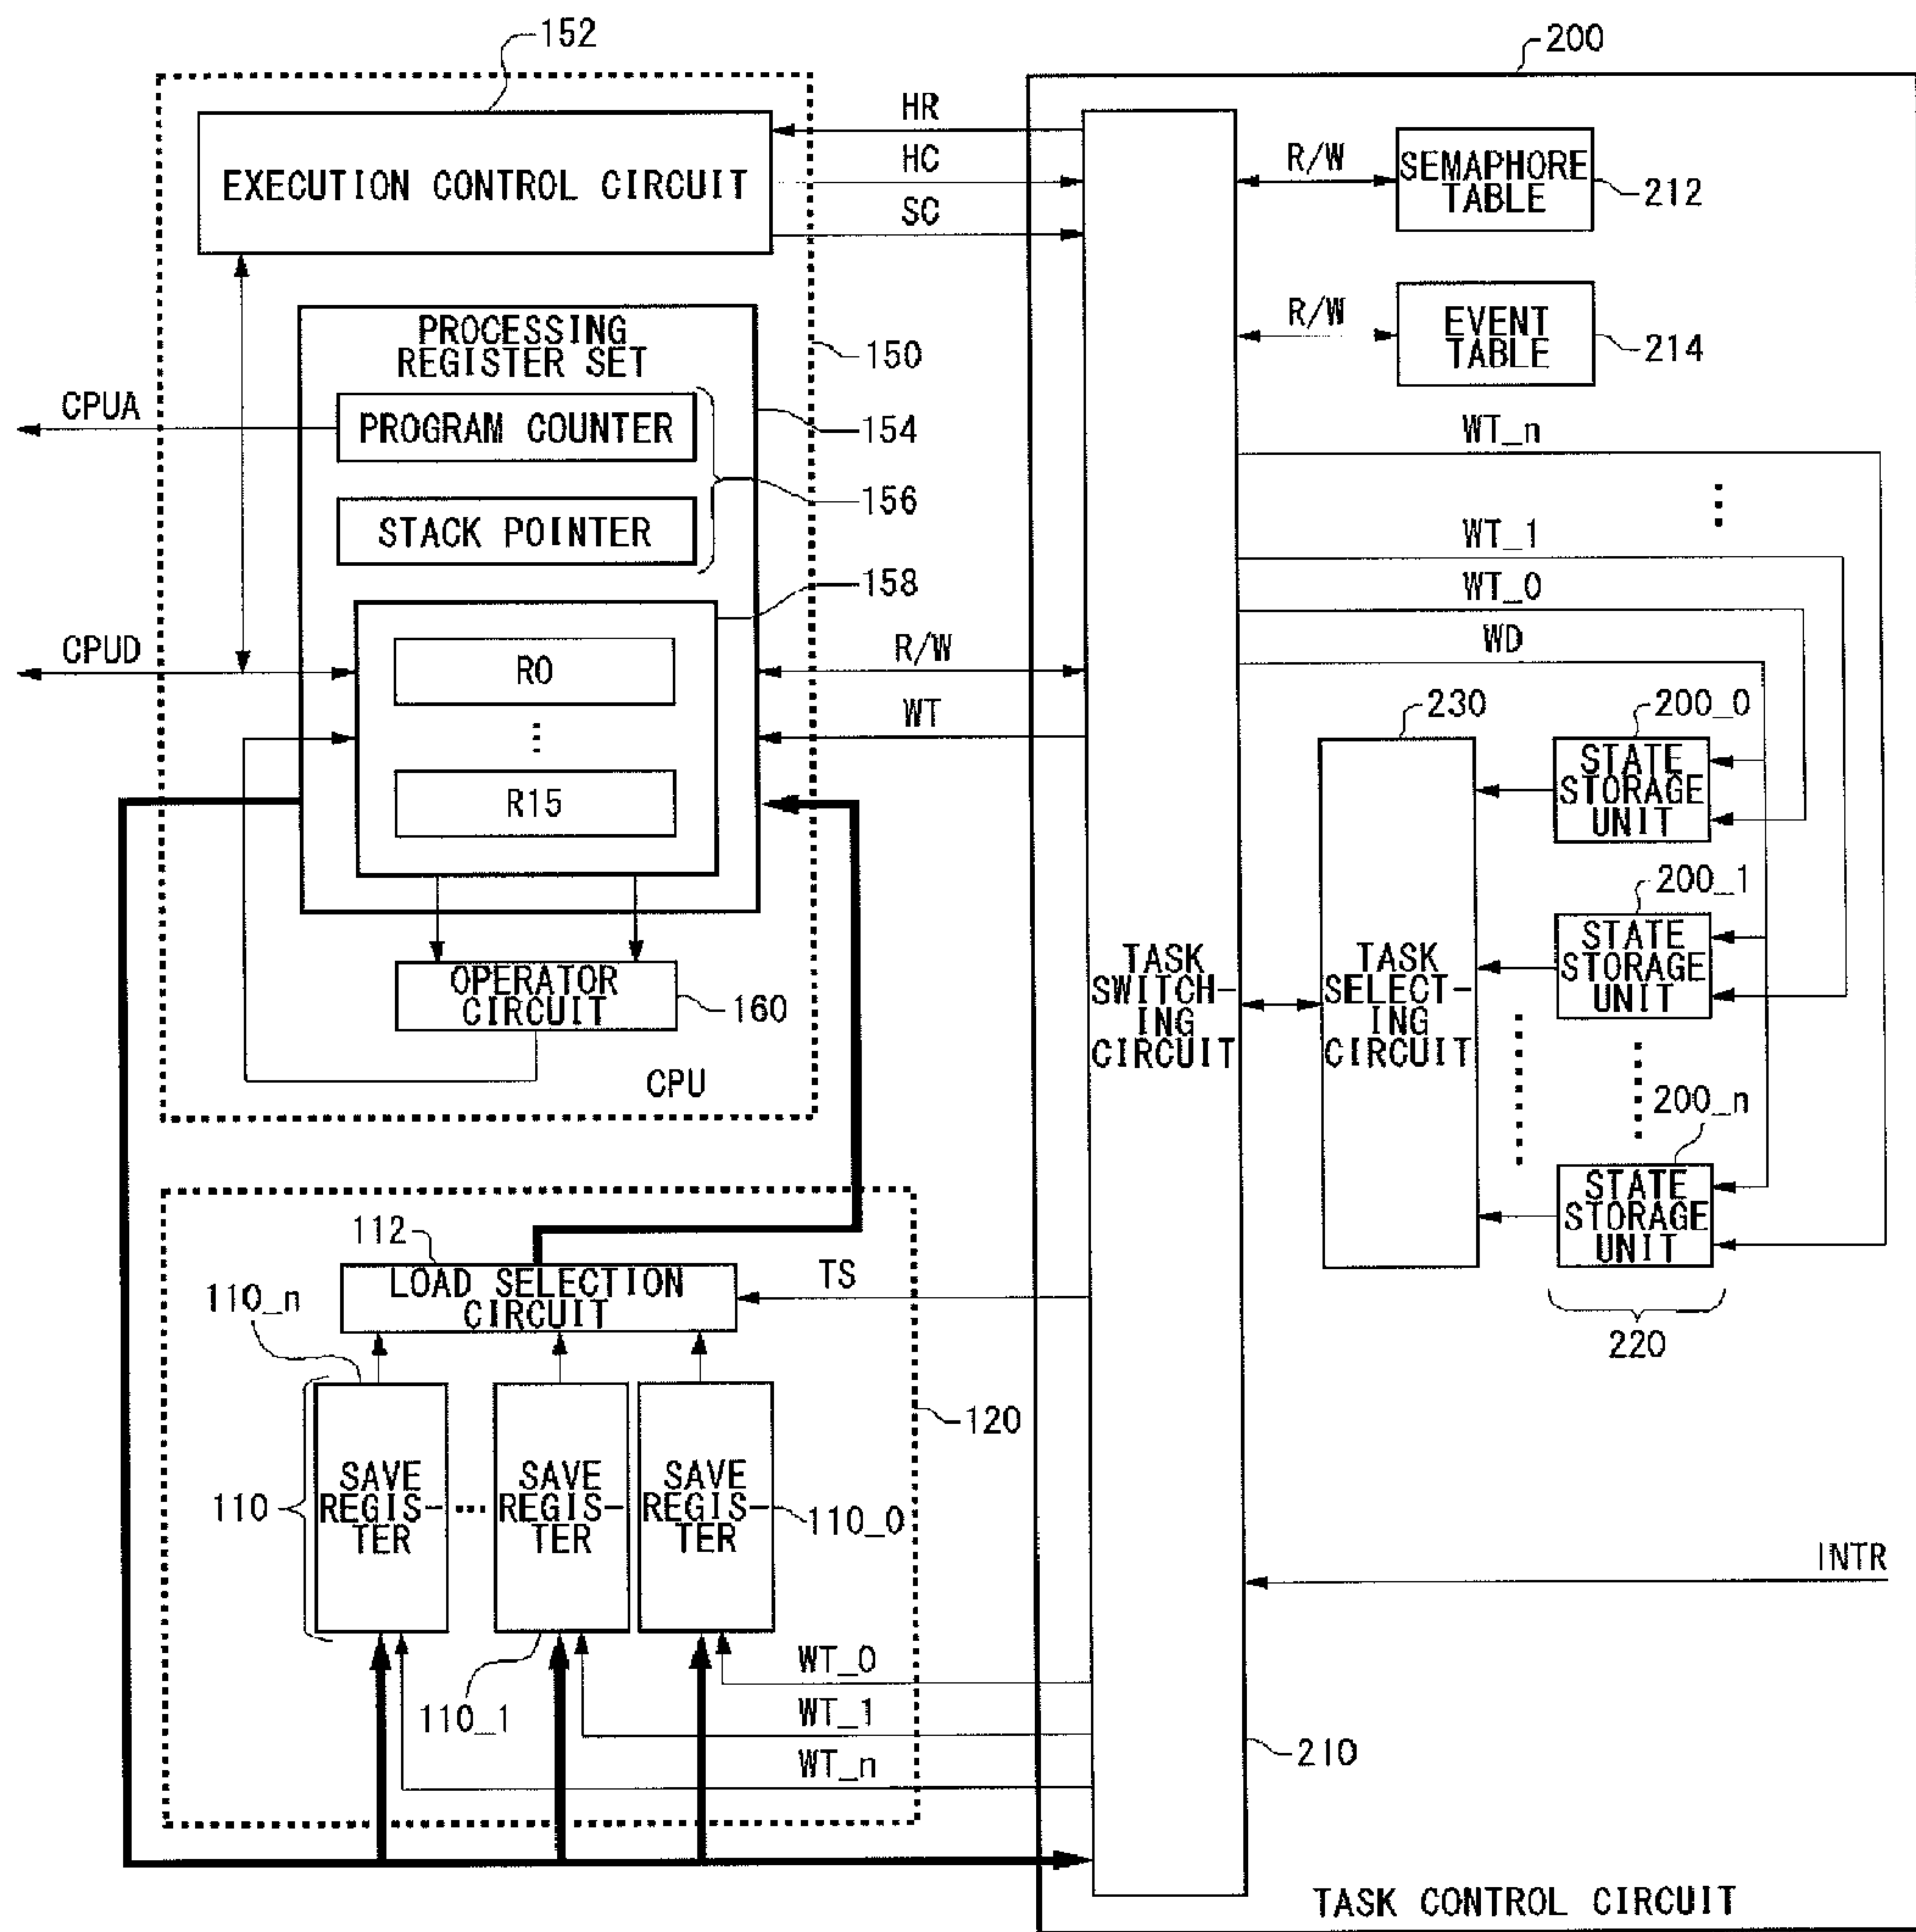 152
200
HR
EXECUTION CONTROL CIRCUIT
HC
SC
R/W
SEMAPHORE
TABLE
212
PROCESSING
REGISTER SET
150
R/W
EVENT
TABLE
214
CPUA
PROGRAM COUNTER
154
WT_n
156
STACK POINTER
WT_1
158
WT_0
CPUD
R0
R/W
WD
WT
230
200_0
STATE
STORAGE
UNIT
R15
200_1
STATE
STORAGE
UNIT
OPERATOR
CIRCUIT
160
TASK
SWITCH-
ING
CIRCUIT
TASK
SELECT-
ING
CIRCUIT
CPU
200_n
STATE
STORAGE
UNIT
112
LOAD SELECTION
CIRCUIT
TS
110_n
220
120
110
SAVE
REGIS-
TER
SAVE
REGIS-
TER
SAVE
REGIS-
TER
110_0
INTR
WT_0
110_1
WT_1
WT_n
210
TASK CONTROL CIRCUIT